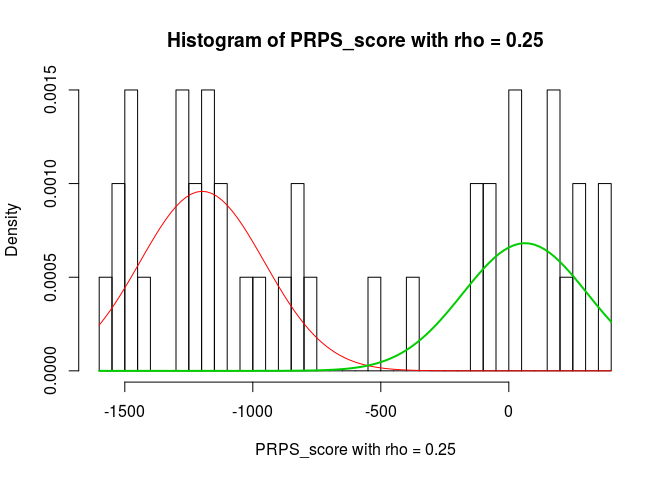 Histogram of PRPS_score with rho = 0.25
Density
0.0015
0.0010
0.0005
0.0000
-1500 -1000 -500 0
PRPS_score with rho = 0.25